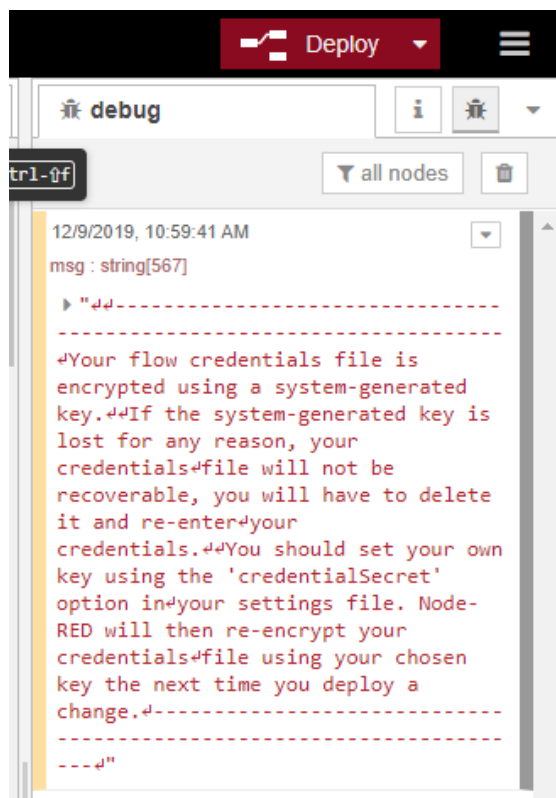 Deploy
debug
i
trl-⇧f
all nodes
12/9/2019, 10:59:41 AM
msg : string[567]
"↵↵--------------------------------
-------------------------------------
↵Your flow credentials file is
encrypted using a system-generated
key.↵↵If the system-generated key is
lost for any reason, your
credentials↵file will not be
recoverable, you will have to delete
it and re-enter↵your
credentials.↵↵You should set your own
key using the 'credentialSecret'
option in↵your settings file. Node-
RED will then re-encrypt your
credentials↵file using your chosen
key the next time you deploy a
change.↵-----------------------------
-------------------------------------
---↵"